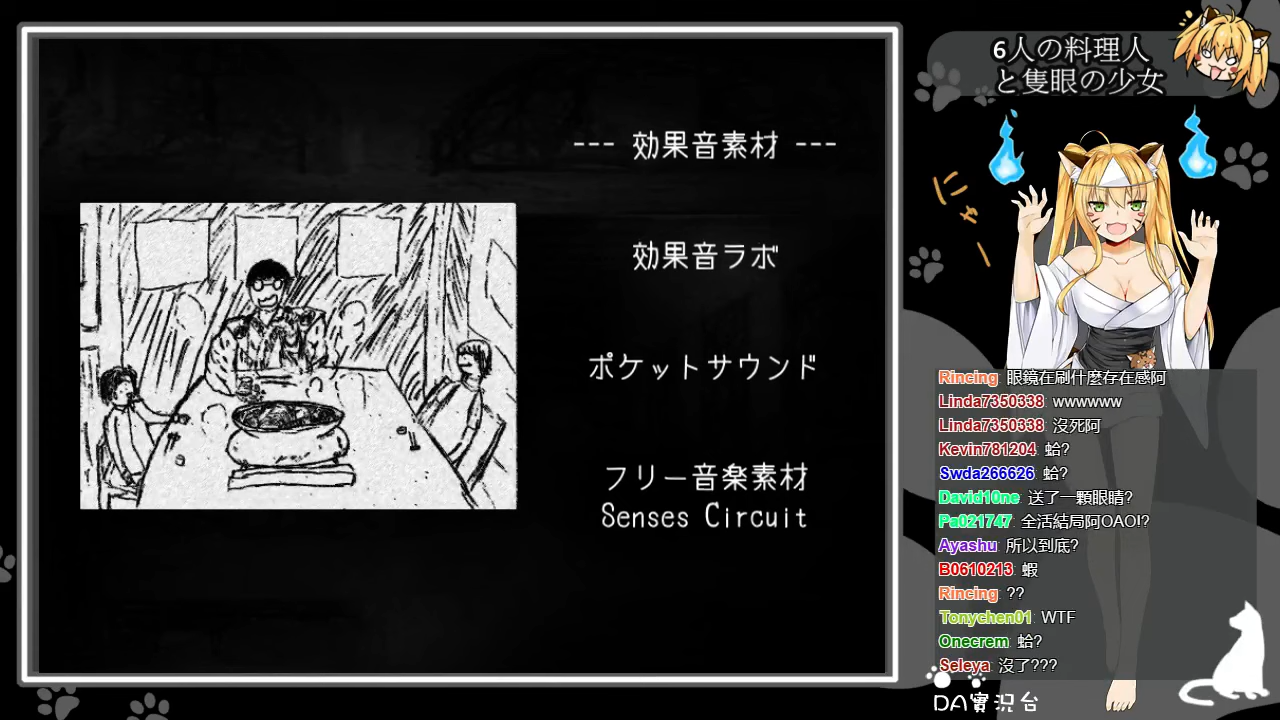 --- 効果音素材 ---
効果音ラボ
ポケットサウンド
フリー音楽素材
Senses Circuit
6人の料理人
と隻眼の少女
にゃー
Rincing: 眼鏡在刷什麼存在感阿
Linda7350338: wwwwww
Linda7350338: 沒死阿
Kevin781204: 蛤?
Swda266626: 蛤?
David10ne: 送了一顆眼睛?
Pa021747: 全活結局阿OAO!?
Ayashu: 所以到底?
B0610213: 蝦
Rincing: ??
Tonychen01: WTF
Onecrem: 蛤?
Seleya: 沒了???
DA實況台